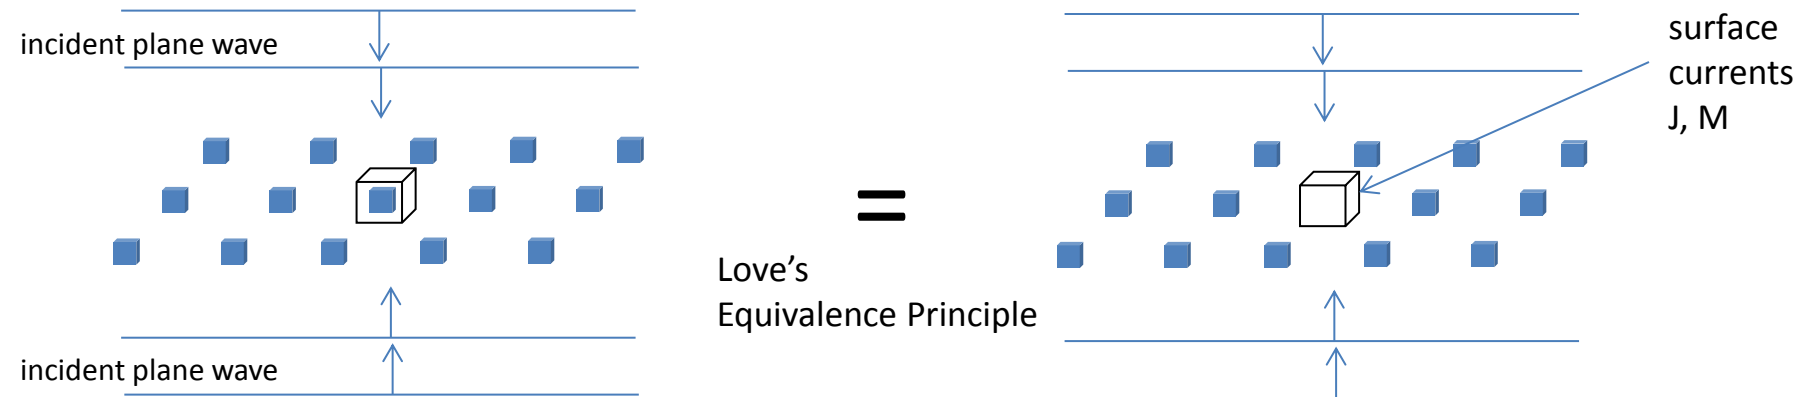 incident plane wave
incident plane wave
=
Love's
Equivalence Principle
surface
currents
J, M